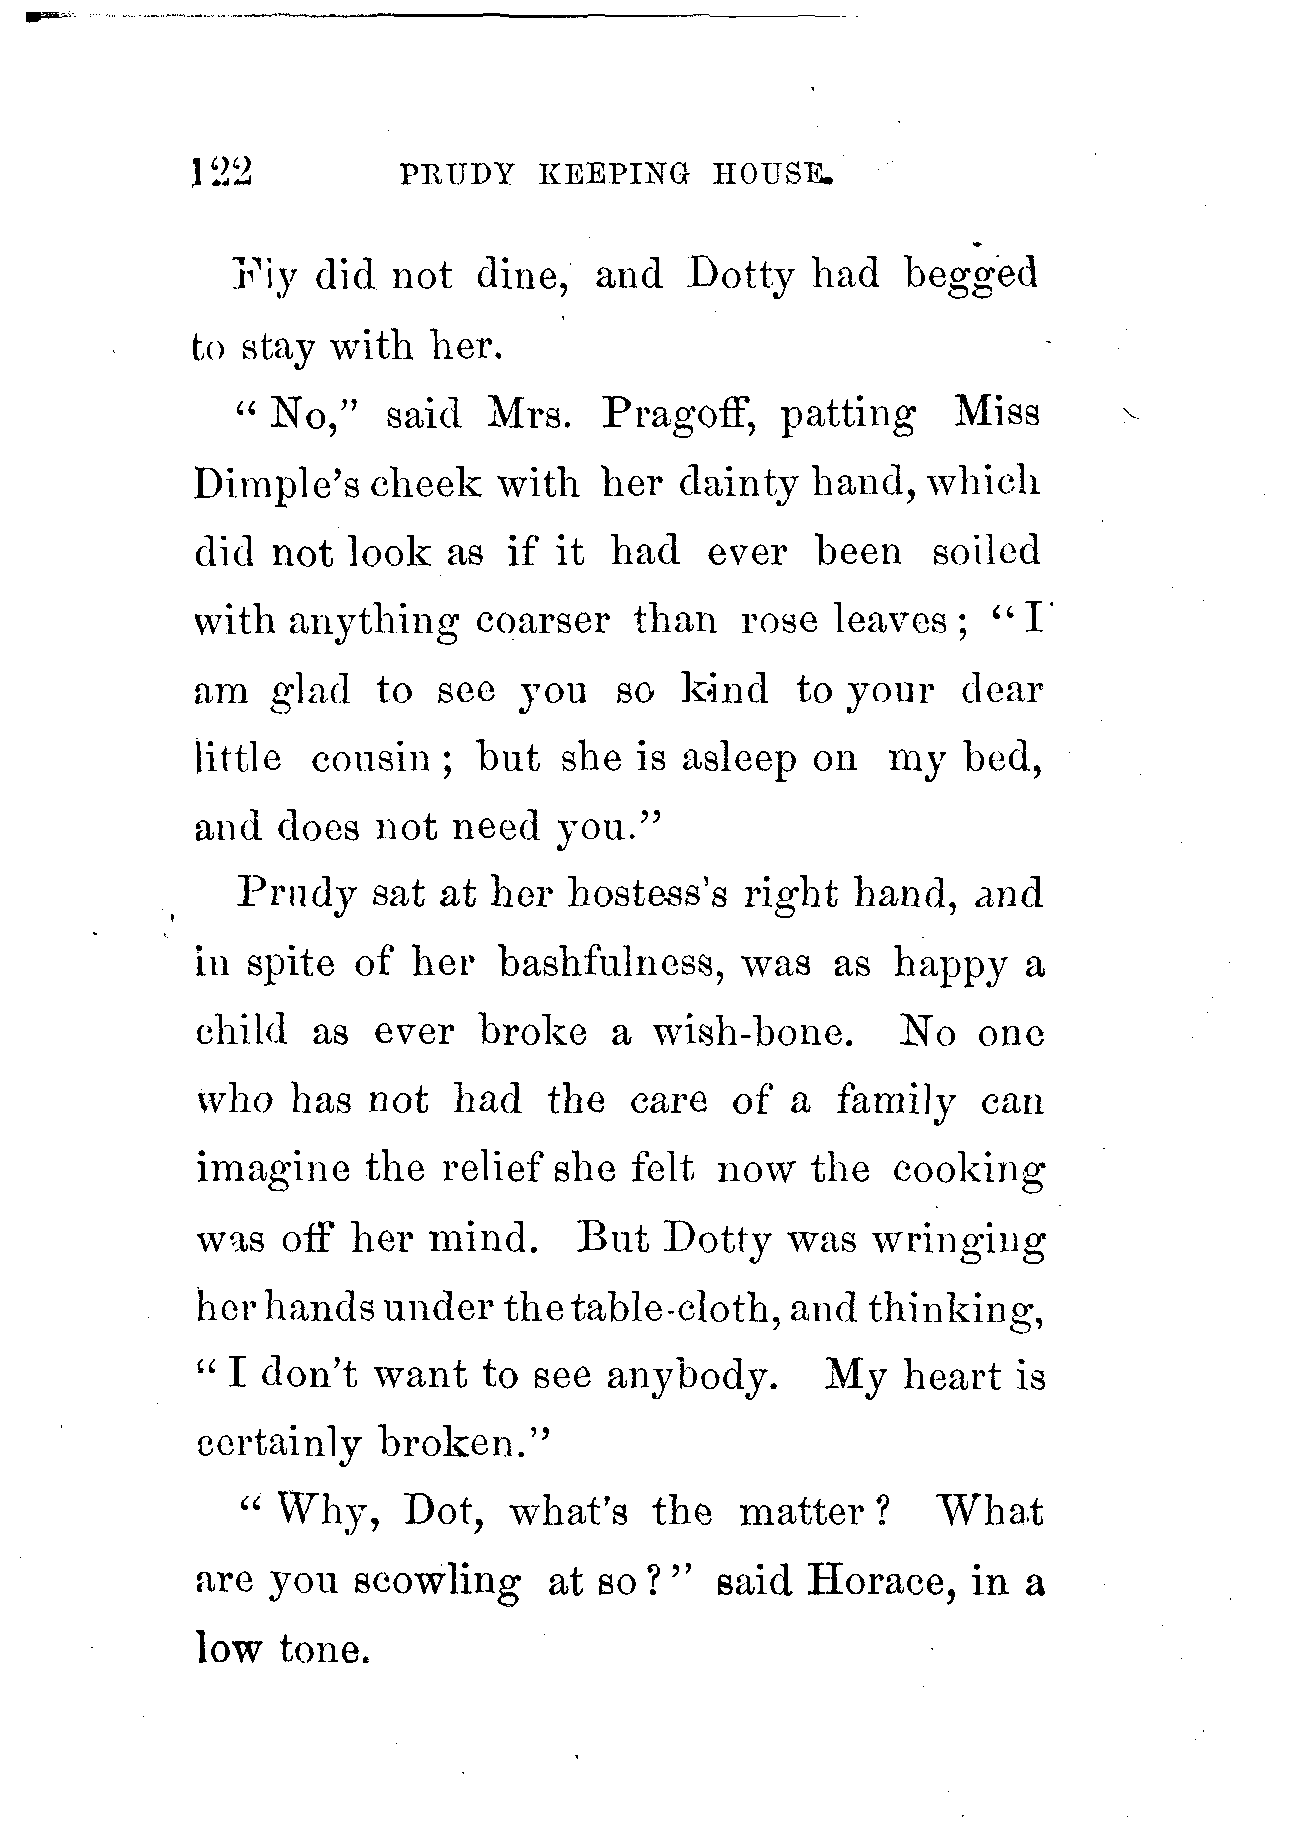 122 PRUDY KEEPING HOUSE.
Fly did not dine, and Dotty had begged
to stay with her.
“ No,” said Mrs. Pragoff, patting Miss
Dimple’s cheek with her dainty hand, which
did not look as if it had ever been soiled
with anything coarser than rose leaves ; “ I
am glad to see you so kind to your dear
little cousin ; but she is asleep on my bed,
and does not need you.”
Prudy sat at her hostess’s right hand, and
in spite of her bashfulness, was as happy a
child as ever broke a wish-bone. No one
who has not had the care of a family can
imagine the relief she felt now the cooking
was off her mind. But Dotty was wringing
her hands under the table-cloth, and thinking,
“ I don’t want to see anybody. My heart is
certainly broken.”
“ Why, Dot, what’s the matter ? What
are you scowling at so ? ” said Horace, in a
low tone.